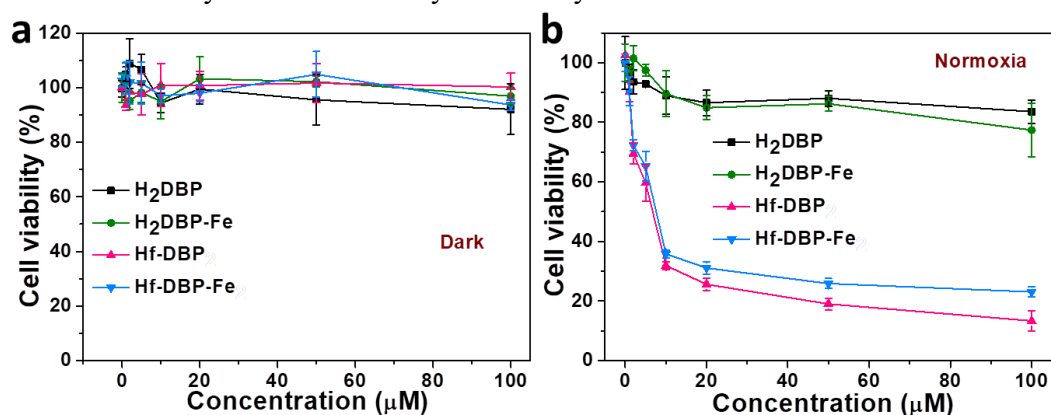 a
120
100
80
60
40
20
0
Cell viability (%)
H₂DBP
H₂DBP-Fe
Hf-DBP
Hf-DBP-Fe
Dark
0 20 40 60 80 100
Concentration (μM)
b
Normoxia
100
80
60
40
20
0
Cell viability (%)
H₂DBP
H₂DBP-Fe
Hf-DBP
Hf-DBP-Fe
0 20 40 60 80 100
Concentration (μM)